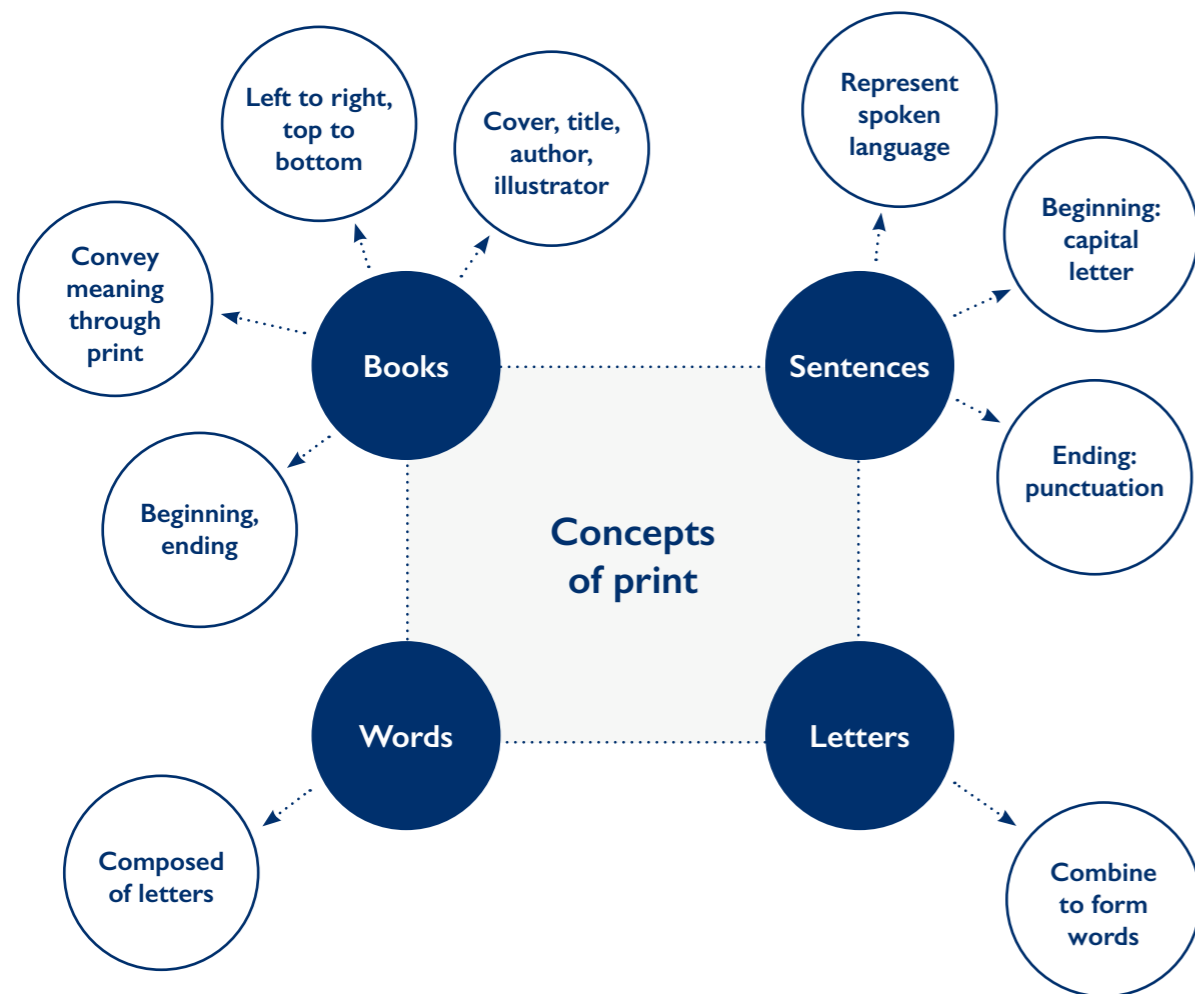 Left to right,
top to
bottom
Cover, title,
author,
illustrator
Convey
meaning
through
print
Books
Beginning,
ending
Represent
spoken
language
Beginning:
capital
letter
Sentences
Ending:
punctuation
Concepts
of print
Words
Composed
of letters
Letters
Combine
to form
words